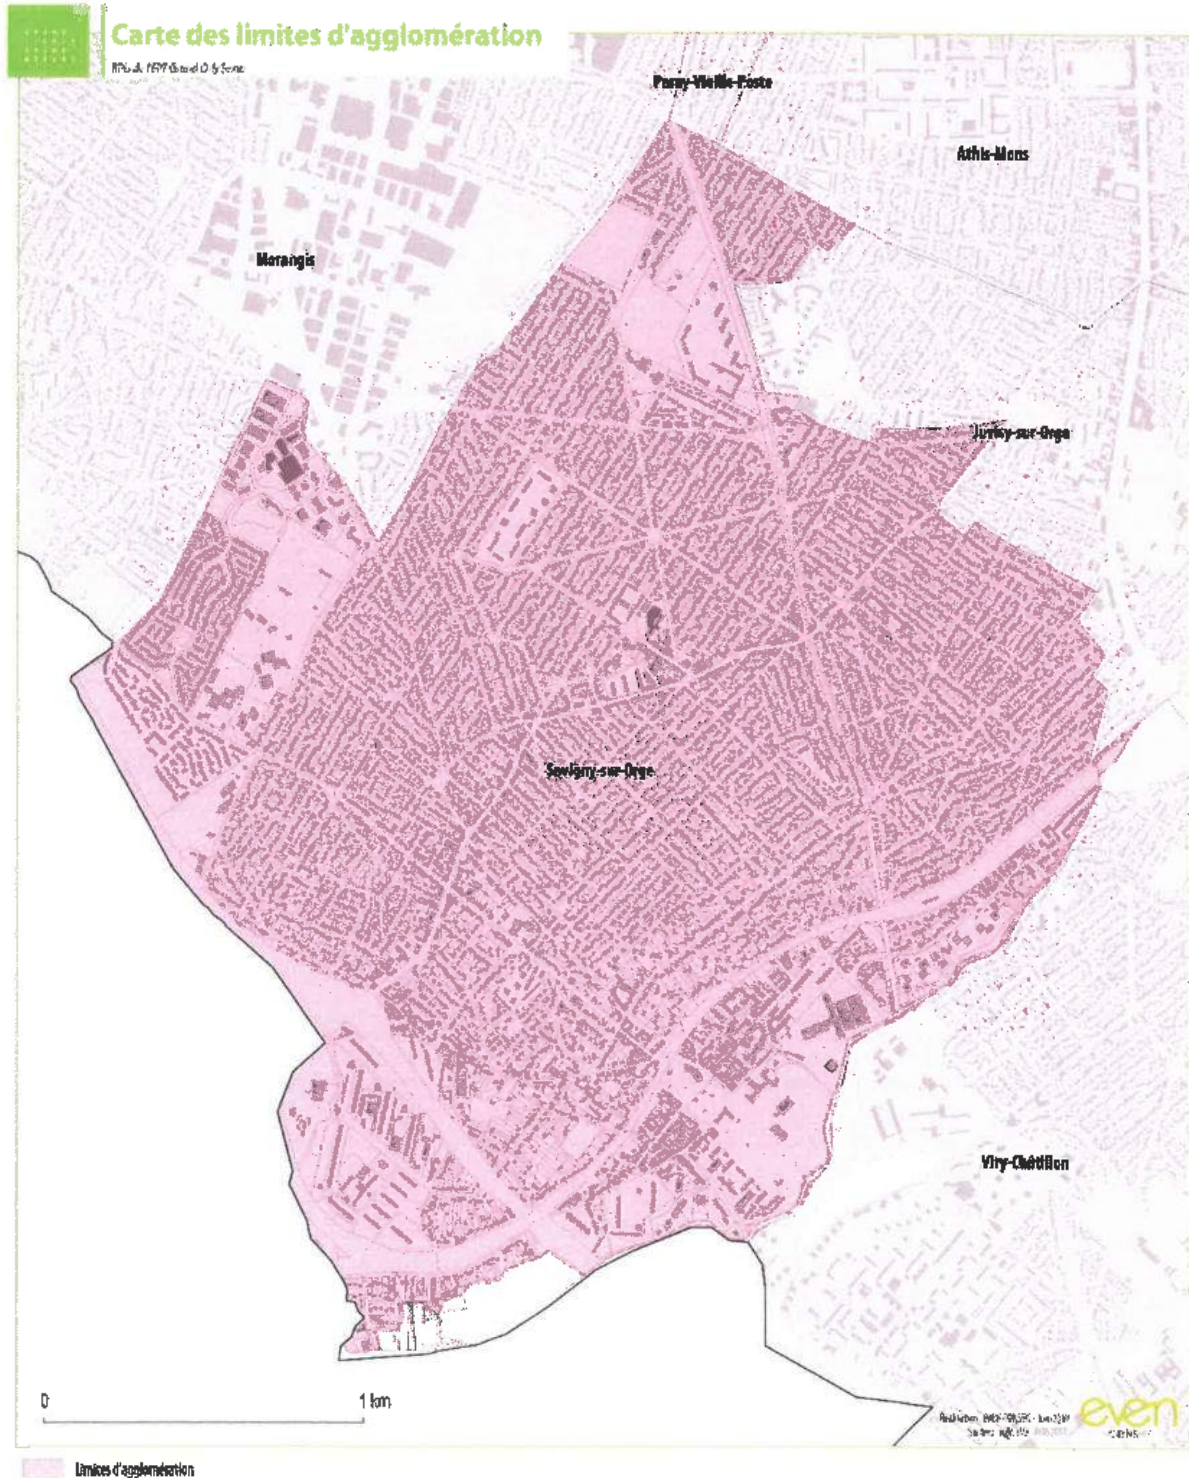 Carte des limites d'agglomération
Paray-Vieille-Poste
Athis-Mons
Morangis
Juvisy-sur-Orge
Savigny-sur-Orge
Viry-Châtillon
0 1 km
even
Limites d'agglomération